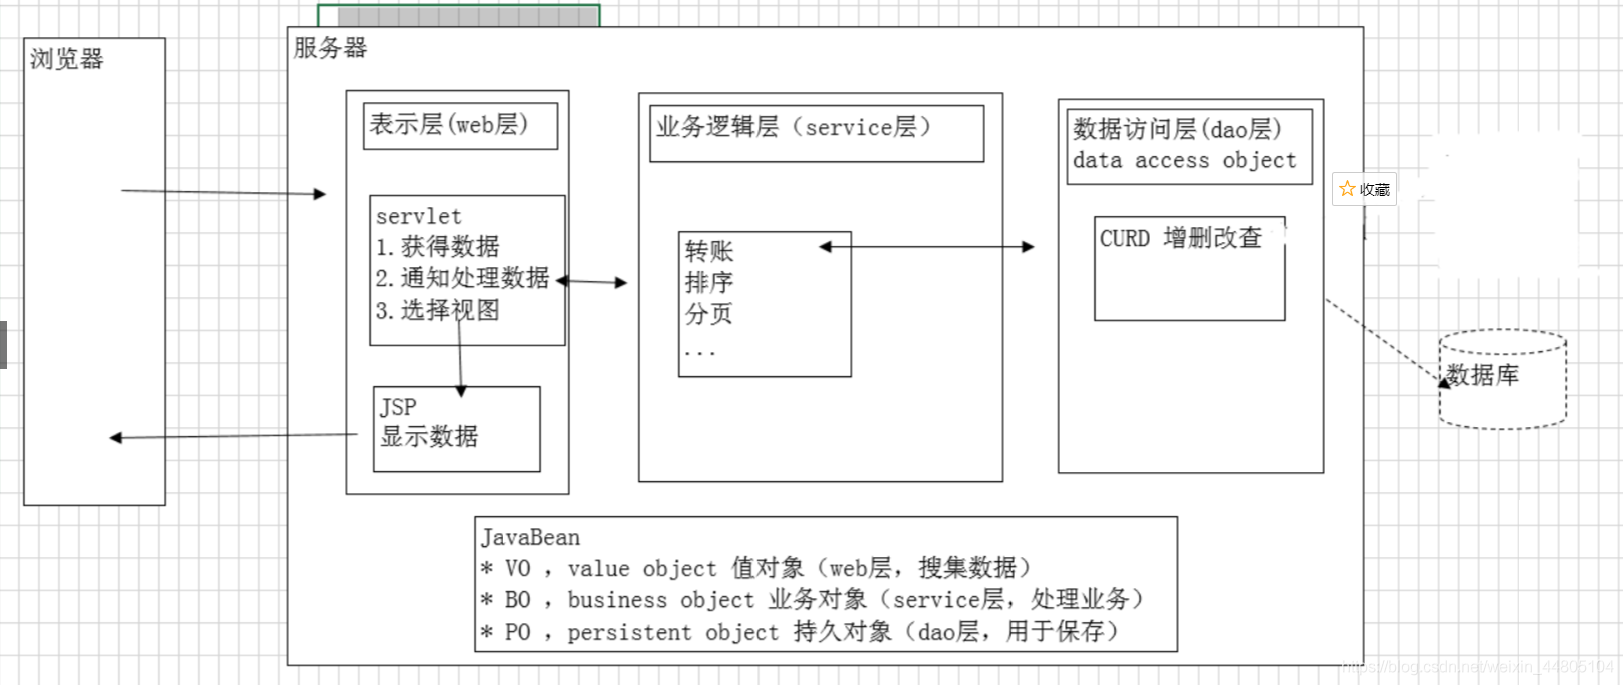 浏览器
服务器
表示层(web层)
servlet
1.获得数据
2.通知处理数据
3.选择视图
JSP
显示数据
业务逻辑层（service层）
转账
排序
分页
...
数据访问层(dao层)
data access object
CURD 增删改查
收藏
数据库
JavaBean
* VO ，value object 值对象（web层，搜集数据）
* BO ，business object 业务对象（service层，处理业务）
* PO ，persistent object 持久对象（dao层，用于保存）
https://blog.csdn.net/weixin_44805104